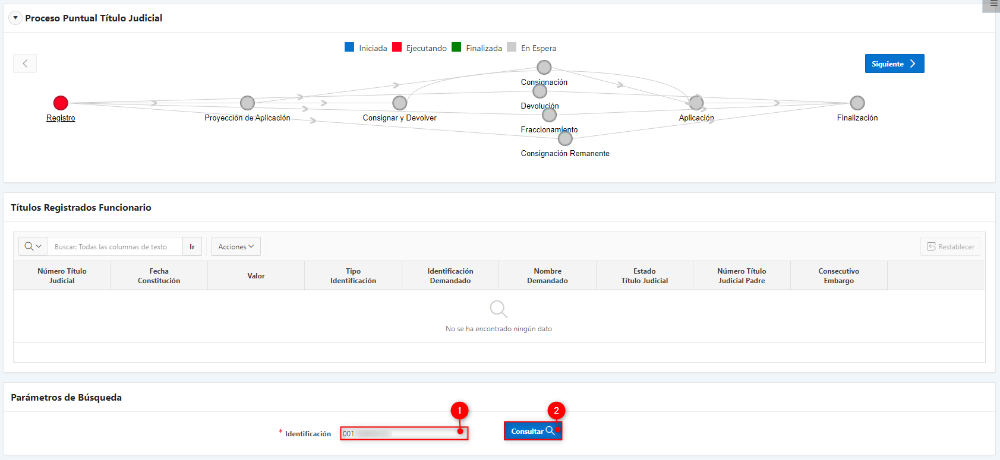 Proceso Puntual Título Judicial
Iniciada Ejecutando Finalizada En Espera
Siguiente
Consignación
Devolución
Registro
Proyección de Aplicación
Consignar y Devolver
Aplicación
Finalización
Fraccionamiento
Consignación Remanente
Títulos Registrados Funcionario
Buscar: Todas las columnas de texto Ir Acciones Restablecer
Número Título Judicial
Fecha Constitución
Valor
Tipo Identificación
Identificación Demandado
Nombre Demandado
Estado Título Judicial
Número Título Judicial Padre
Consecutivo Embargo
No se ha encontrado ningún dato
Parámetros de Búsqueda
1
2
* Identificación 001
Consultar